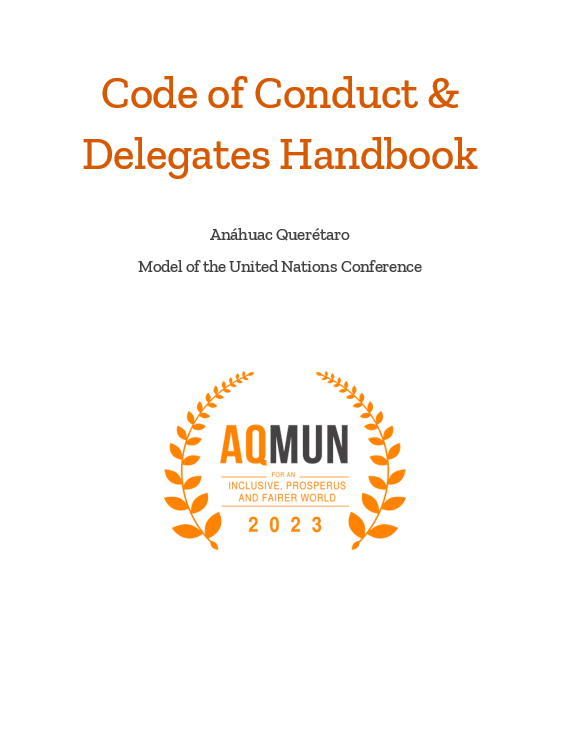 Code of Conduct &
Delegates Handbook
Anáhuac Querétaro
Model of the United Nations Conference
AQMUN
FOR AN
INCLUSIVE, PROSPERUS
AND FAIRER WORLD
2023